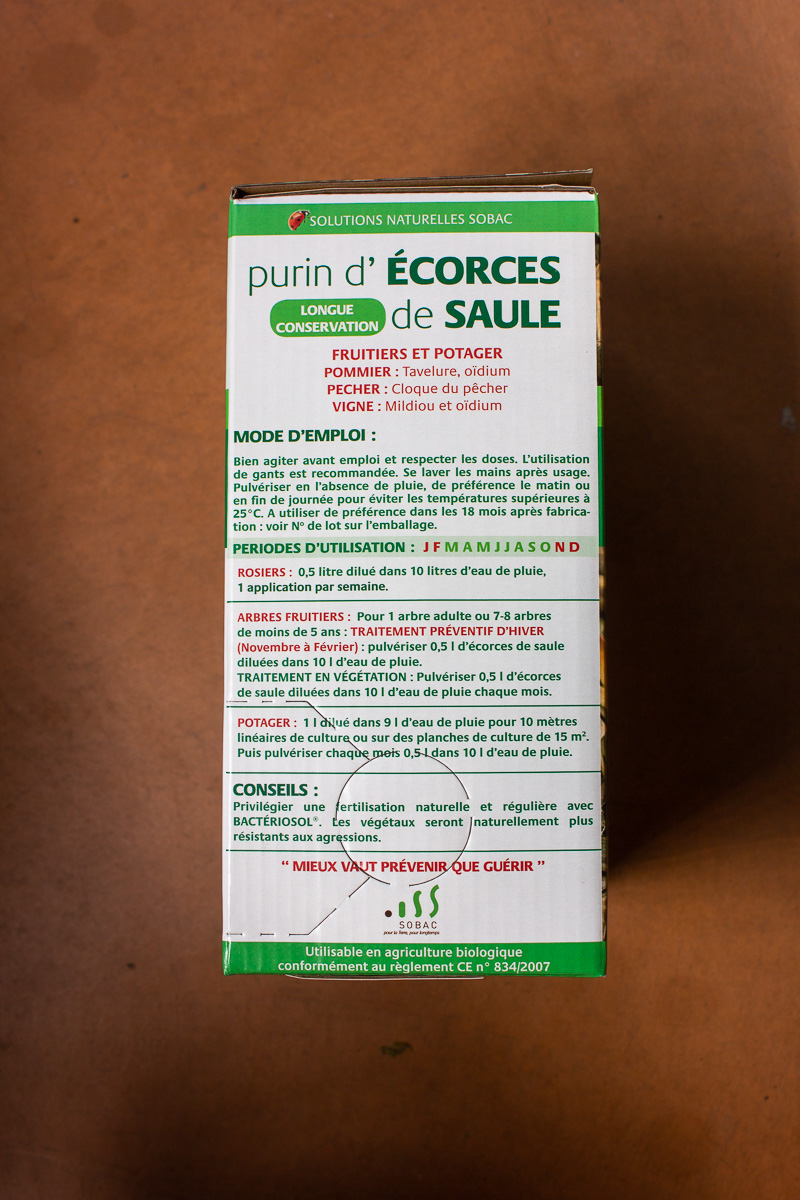 SOLUTIONS NATURELLES SOBAC
purin d' ÉCORCES
LONGUE
CONSERVATION
de SAULE
FRUITIERS ET POTAGER
POMMIER : Tavelure, oïdium
PECHER : Cloque du pêcher
VIGNE : Mildiou et oïdium
MODE D'EMPLOI :
Bien agiter avant emploi et respecter les doses. L'utilisation
de gants est recommandée. Se laver les mains après usage.
Pulvériser en l'absence de pluie, de préférence le matin ou
en fin de journée pour éviter les températures supérieures à
25°C. A utiliser de préférence dans les 18 mois après fabrica-
tion : voir N° de lot sur l'emballage.
PERIODES D'UTILISATION : J F M A M J J A S O N D
ROSIERS : 0,5 litre dilué dans 10 litres d'eau de pluie,
1 application par semaine.
ARBRES FRUITIERS : Pour 1 arbre adulte ou 7-8 arbres
de moins de 5 ans : TRAITEMENT PRÉVENTIF D'HIVER
(Novembre à Février) : pulvériser 0,5 l d'écorces de saule
diluées dans 10 l d'eau de pluie.
TRAITEMENT EN VÉGÉTATION : Pulvériser 0,5 l d'écorces
de saule diluées dans 10 l d'eau de pluie chaque mois.
POTAGER : 1 l dilué dans 9 l d'eau de pluie pour 10 mètres
linéaires de culture ou sur des planches de culture de 15 m².
Puis pulvériser chaque mois 0,5 l dans 10 l d'eau de pluie.
CONSEILS :
Privilégier une fertilisation naturelle et régulière avec
BACTÉRIOSOL®. Les végétaux seront naturellement plus
résistants aux agressions.
“ MIEUX VAUT PRÉVENIR QUE GUÉRIR ”
SOBAC
pour la Terre, pour longtemps
Utilisable en agriculture biologique
conformément au règlement CE n° 834/2007